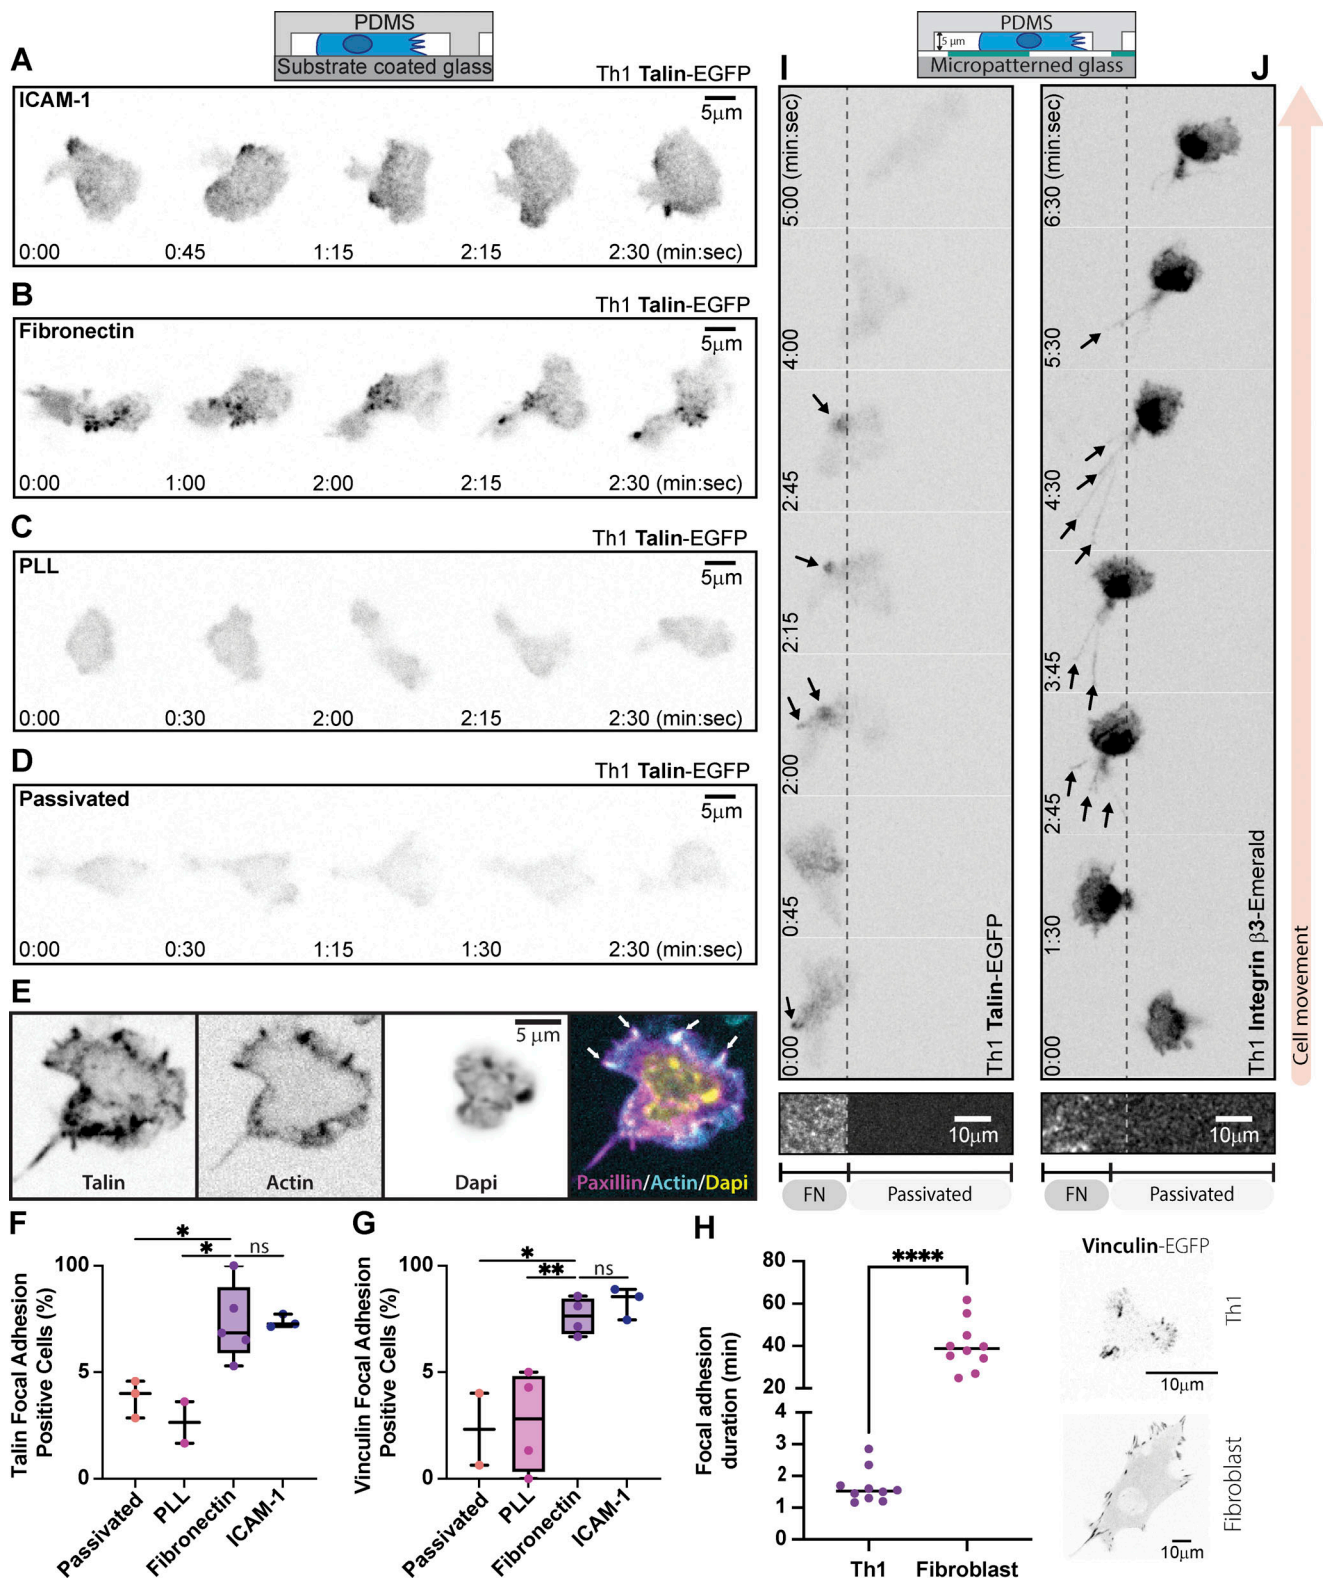 PDMS
Substrate coated glass
PDMS
5 µm
Micropatterned glass
A
Th1 Talin-EGFP
ICAM-1
5µm
0:00 0:45 1:15 2:15 2:30 (min:sec)
B
Th1 Talin-EGFP
Fibronectin
5µm
0:00 1:00 2:00 2:15 2:30 (min:sec)
C
Th1 Talin-EGFP
PLL
5µm
0:00 0:30 2:00 2:15 2:30 (min:sec)
D
Th1 Talin-EGFP
Passivated
5µm
0:00 0:30 1:15 1:30 2:30 (min:sec)
E
5 µm
Talin
Actin
Dapi
Paxillin/Actin/Dapi
I
5:00 (min:sec)
4:00
2:45
2:15
2:00
0:45
0:00
Th1 Talin-EGFP
10µm
FN
Passivated
J
6:30 (min:sec)
5:30
4:30
3:45
2:45
1:30
0:00
Th1 Integrin β3-Emerald
Cell movement
10µm
FN
Passivated
F
Talin Focal Adhesion
Positive Cells (%)
100
5
0
*
*
ns
Passivated
PLL
Fibronectin
ICAM-1
G
Vinculin Focal Adhesion
Positive Cells (%)
100
5
0
*
**
ns
Passivated
PLL
Fibronectin
ICAM-1
H
Focal adhesion
duration (min)
80
60
40
20
4
3
2
1
0
****
Th1
Fibroblast
Vinculin-EGFP
Th1
10µm
Fibroblast
10µm